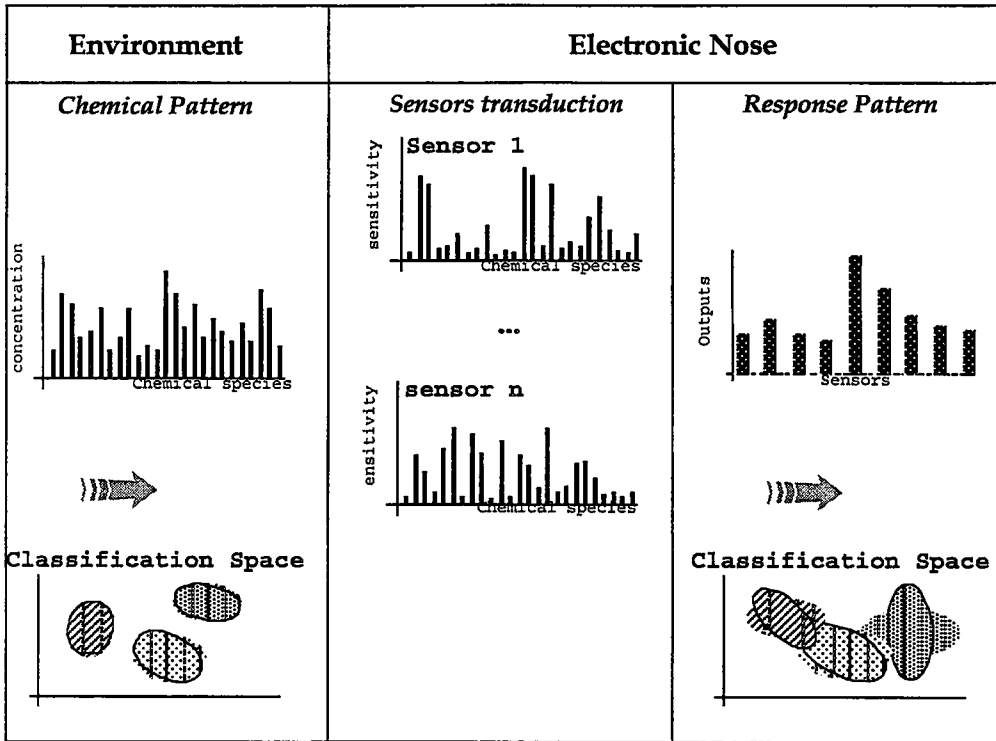 Environment
Electronic Nose
Chemical Pattern
Sensors transduction
Response Pattern
concentration
Chemical species
sensitivity
Sensor 1
Chemical species
...
ensitivity
sensor n
Chemical species
Outputs
Sensors
Classification Space
Classification Space